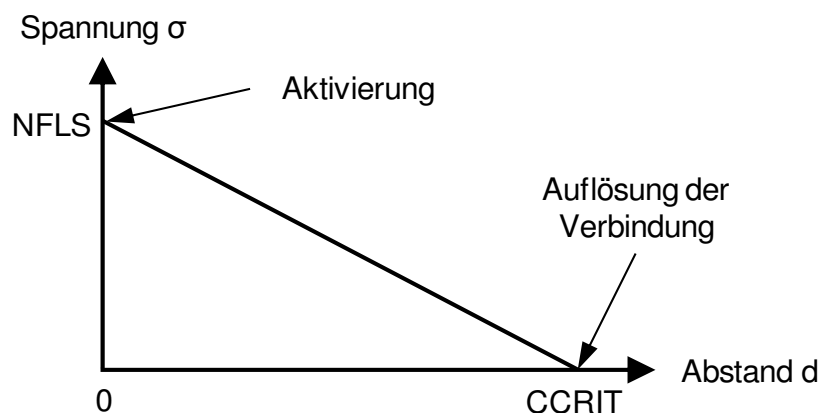 Spannung σ
Aktivierung
NFLS
Auflösung der
Verbindung
Abstand d
0
CCRIT